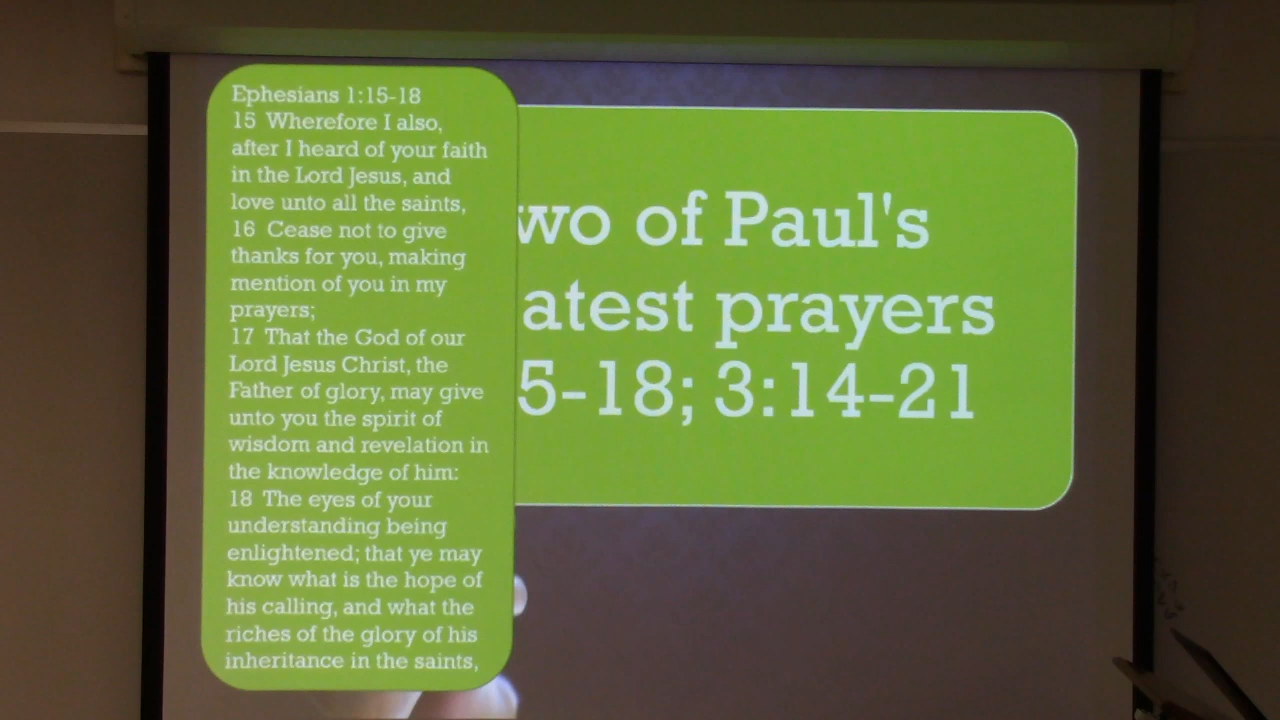 Ephesians 1:15-18
15 Wherefore I also,
after I heard of your faith
in the Lord Jesus, and
love unto all the saints,
16 Cease not to give
thanks for you, making
mention of you in my
prayers;
17 That the God of our
Lord Jesus Christ, the
Father of glory, may give
unto you the spirit of
wisdom and revelation in
the knowledge of him:
18 The eyes of your
understanding being
enlightened; that ye may
know what is the hope of
his calling, and what the
riches of the glory of his
inheritance in the saints,
wo of Paul's
atest prayers
5-18; 3:14-21